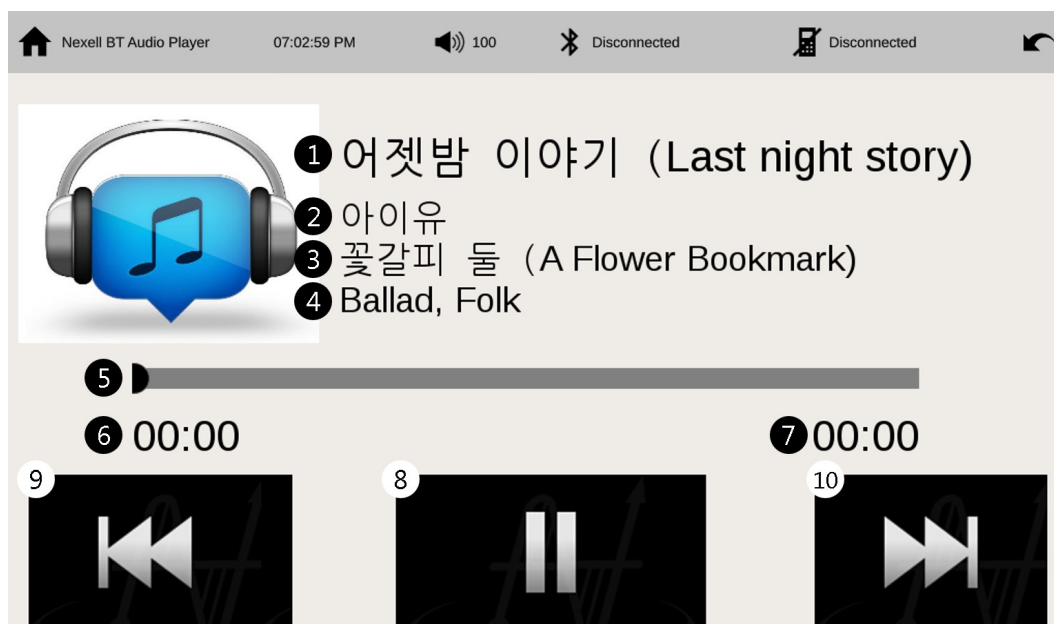 Nexell BT Audio Player 07:02:59 PM 100 Disconnected Disconnected
1 어젯밤 이야기 (Last night story)
2 아이유
3 꽃갈피 둘 (A Flower Bookmark)
4 Ballad, Folk
5
6 00:00 7 00:00
9 8 10